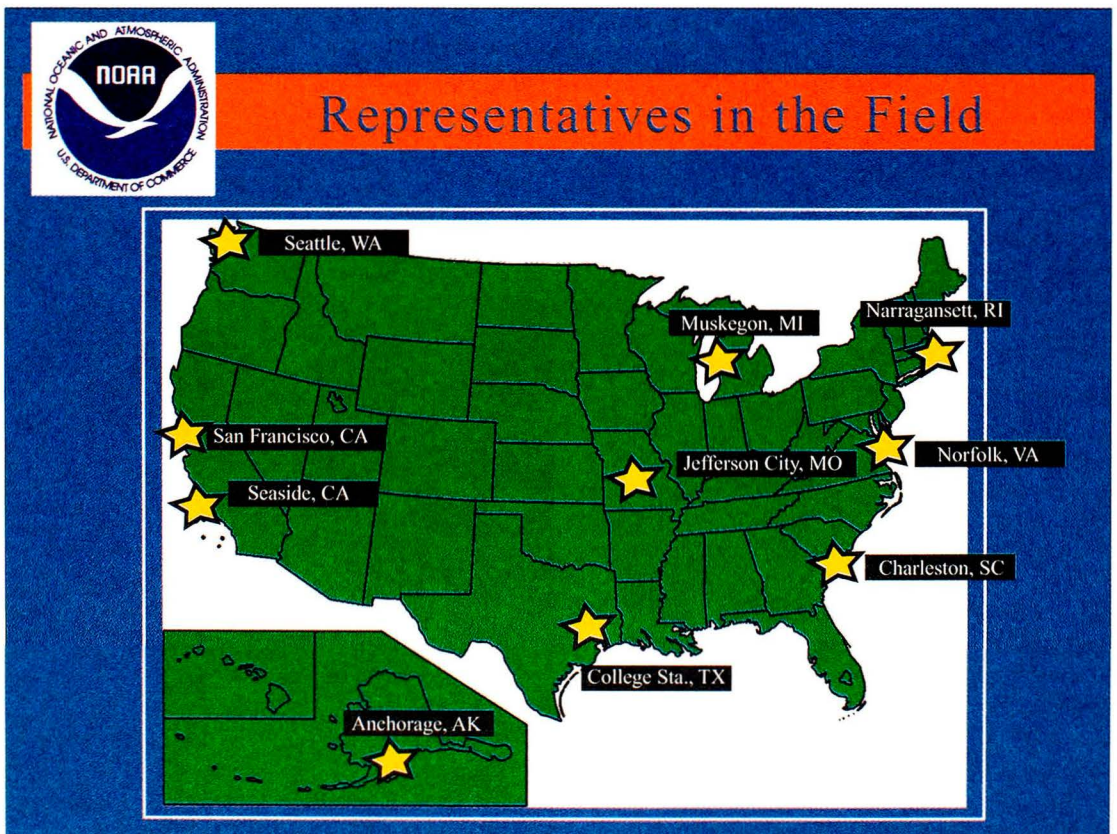 NATIONAL OCEANIC AND ATMOSPHERIC ADMINISTRATION
NOAA
U.S. DEPARTMENT OF COMMERCE
Representatives in the Field
Seattle, WA
Muskegon, MI
Narragansett, RI
San Francisco, CA
Jefferson City, MO
Norfolk, VA
Seaside, CA
Charleston, SC
College Sta., TX
Anchorage, AK